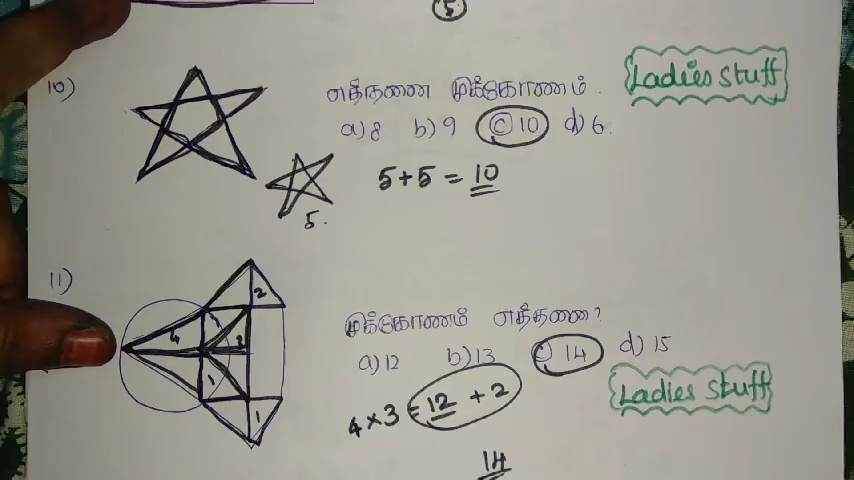 5
10)
எத்தனை முக்கோணம்.
Ladies Stuff
a) 8 b) 9 c) 10 d) 6.
5+5 = 10
5.
11)
2
4 2
1
1
முக்கோணம் எத்தனை?
a) 12 b) 13 c) 14 d) 15
Ladies Stuff
4 x 3 = 12 + 2
14